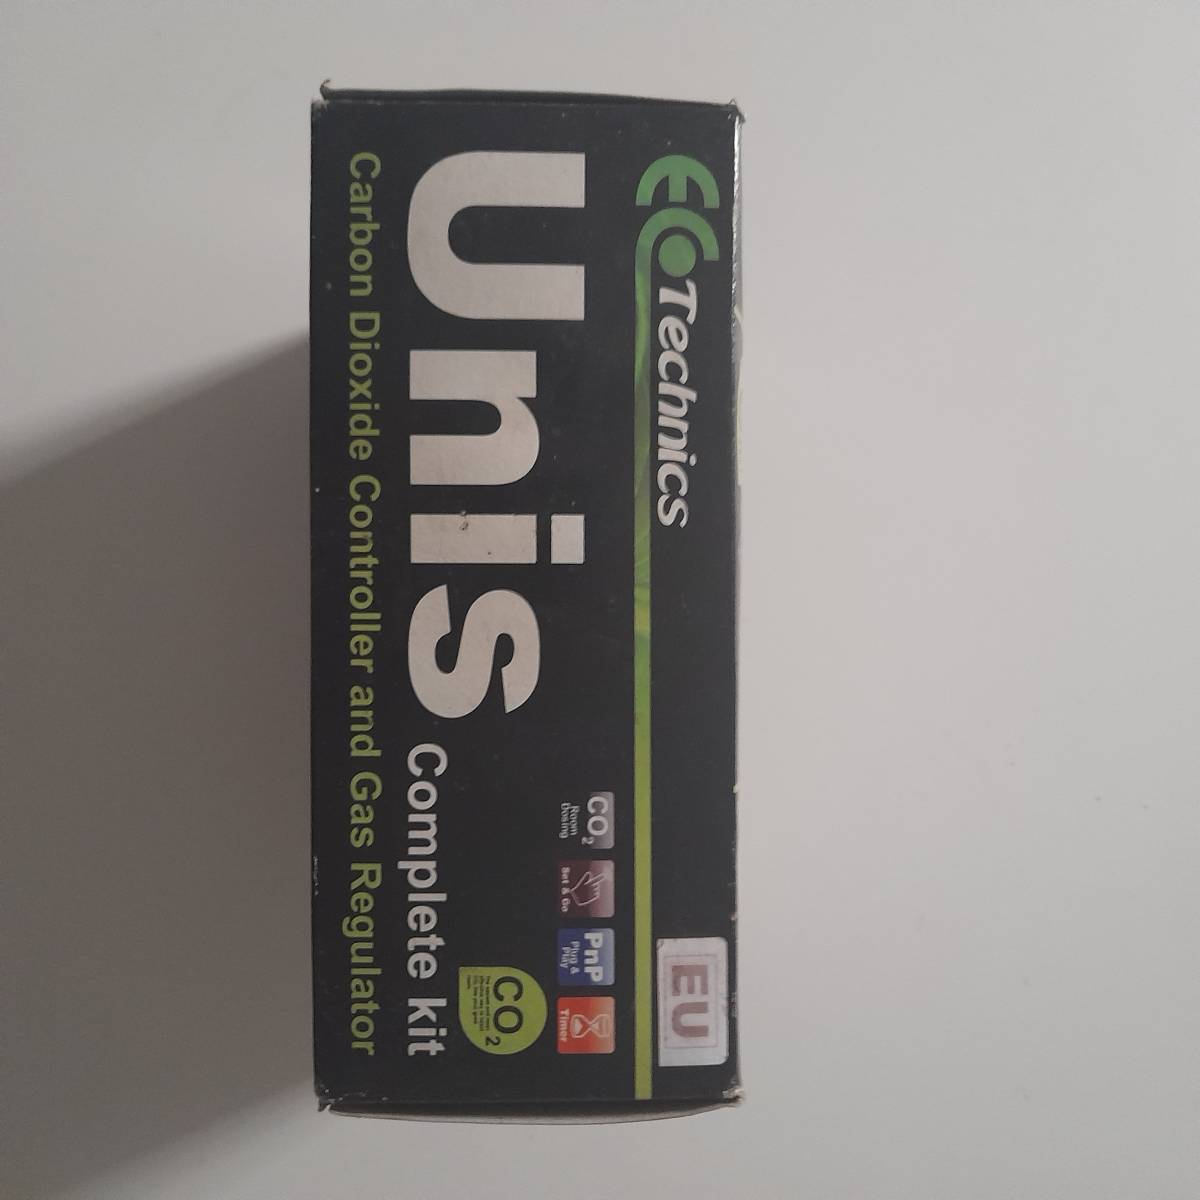 ECOTechnics
EU
Unis Complete kit
CO2
Room
Dosing
Set & Go
PnP
Plug &
Play
Timer
CO2
Carbon Dioxide Controller and Gas Regulator